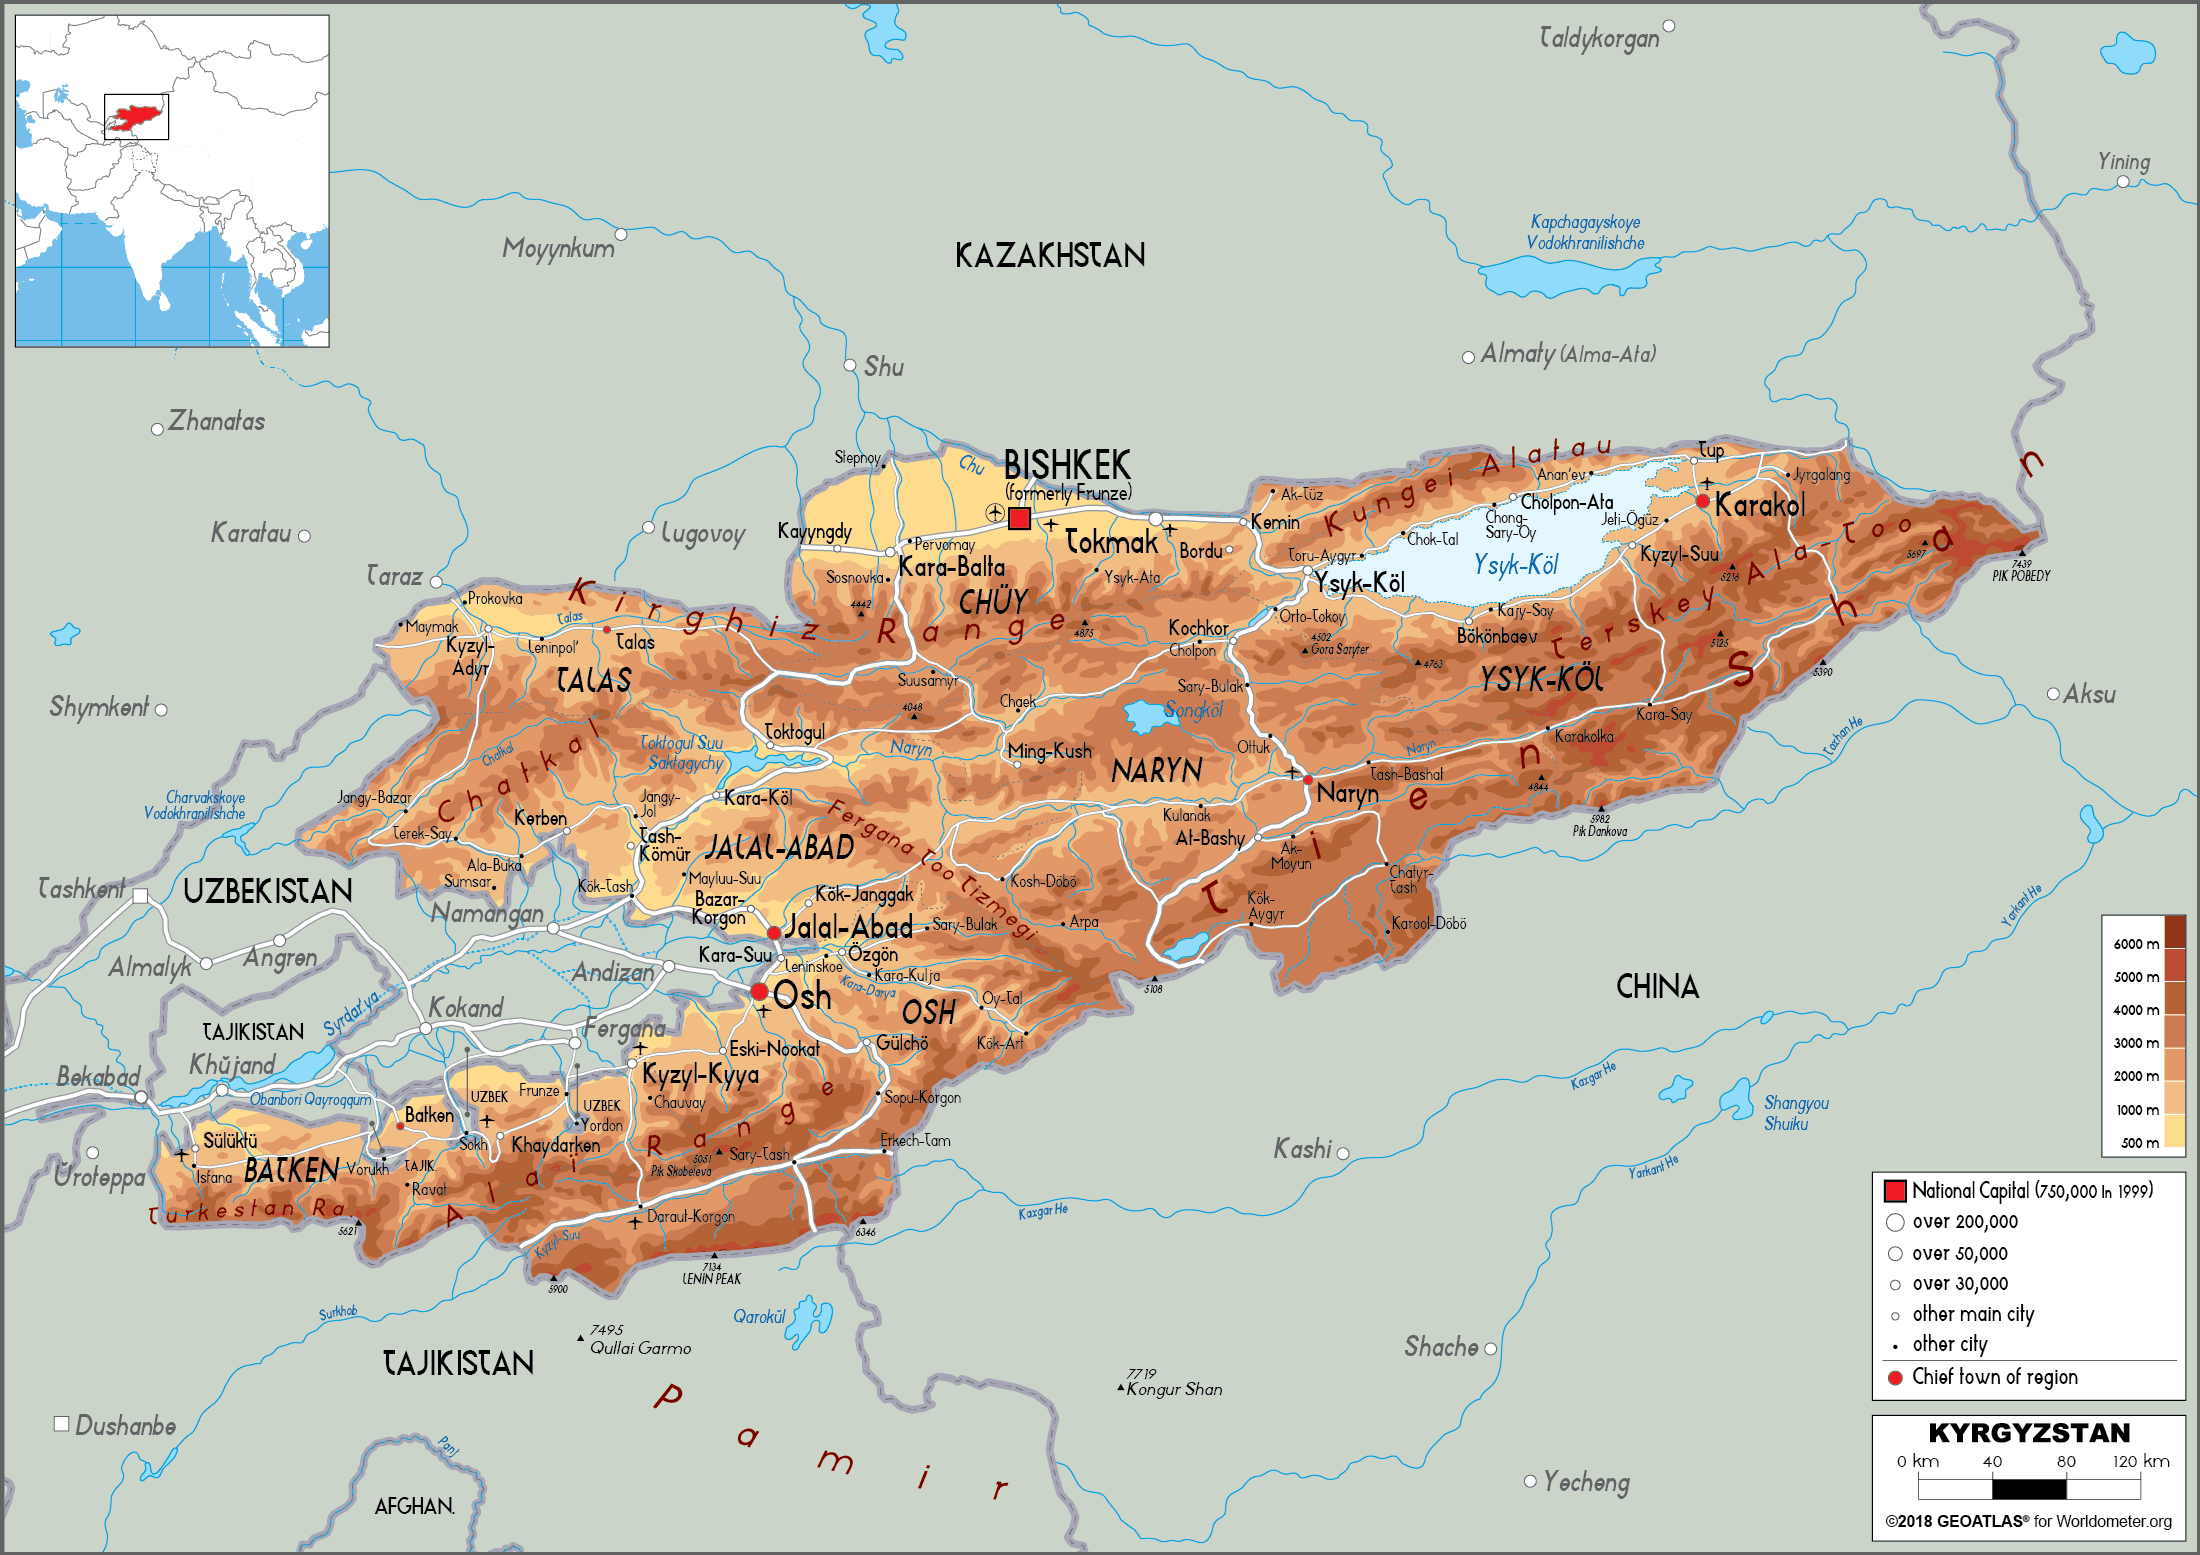 Taldykorgan
Yining
Kapchagayskoye
Vodokhranilishche
Moyynkum
KAZAKHSTAN
Almaty (Alma-Ata)
Shu
Zhanatas
Karatau
Lugovoy
Taraz
Shymkent
Aksu
Stepnoy
Chu
BISHKEK
(formerly Frunze)
Kungei Alatau
Tup
Anan'ev
Jyrgalang
Ak-Tüz
Cholpon-Ata
Karakol
Kayyngdy
Pervomay
Tokmak
Kemin
Chong-
Sary-Oy
Jeti-Ögüz
Terskey Ala-Too
Chok-Tal
Bordu
Toru-Aygyr
Ysyk-Köl
Kyzyl-Suu
5697
7439
PIK POBEDY
Sosnovka
Kara-Balta
Ysyk-Ata
Ysyk-Köl
5216
Prokovka
Kirghiz Range
4442
CHÜY
4875
Orto-Tokoy
Kajy-Say
Maymak
Talas
Kyzyl-
Adyr
Leninpol'
Talas
Kochkor
Cholpon
4502
Gora Saryter
Bökönbaev
5125
4763
5390
TALAS
Suusamyr
Sary-Bulak
YSYK-KÖL
Tien Shan
Chaek
4048
Songköl
Kara-Say
Toktogul
Toktogul Suu
Saktagychy
Naryn
Ming-Kush
Ottuk
Karakolka
Toxhan He
Chatkal
Chatkal
NARYN
Naryn
Tash-Bashat
4844
Charvakskoye
Vodokhranilishche
Jangy-Bazar
Kara-Köl
Jangy-
Jol
Naryn
Kerben
Fergana Too Tizmegi
Kulanak
5982
Pik Dankova
Terek-Say
Tash-
Kömür
JALAL-ABAD
At-Bashy
Ak-
Moyun
Ala-Buka
Sumsar
Mayluu-Suu
Kosh-Döbö
Chatyr-
Tash
Tashkent
UZBEKISTAN
Kök-Tash
Bazar-
Korgon
Kök-Janggak
Kök-
Aygyr
Namangan
Jalal-Abad
Sary-Bulak
Arpa
Karool-Döbö
Yarkant He
Almalyk
Angren
Andizan
Kara-Suu
Leninskoe
Özgön
Kara-Kulja
Kara-Darya
5108
CHINA
Osh
OSH
Oy-Tal
Kokand
Syrdar'ya
TAJIKISTAN
Fergana
Eski-Nookat
Gülchö
Kök-Art
Khŭjand
Bekabad
Kyzyl-Kyya
Kaxgar He
Obanbori Qayroqqum
UZBEK
Frunze
UZBEK
Chauvay
Sopu-Korgon
Shangyou
Shuiku
Batken
Yordon
Sülüktü
Sokh
Khaydarken
Alai Range
Erkech-Tam
Kashi
Ŭroteppa
Isfana
BATKEN
Vorukh
TAJIK.
5051
Pik Skobeleva
Sary-Tash
Yarkant He
Ravat
Turkestan Ra.
5621
Daraut-Korgon
6346
Kaxgar He
Kyzyl-Suu
7134
LENIN PEAK
5900
Surkhob
Qarokŭl
7495
Qullai Garmo
Shache
TAJIKISTAN
7719
Kongur Shan
Pamir
Dushanbe
Panj
AFGHAN.
Yecheng
6000 m
5000 m
4000 m
3000 m
2000 m
1000 m
500 m
National Capital (750,000 in 1999)
over 200,000
over 50,000
over 30,000
other main city
other city
Chief town of region
KYRGYZSTAN
0 km 40 80 120 km
©2018 GEOATLAS® for Worldometer.org